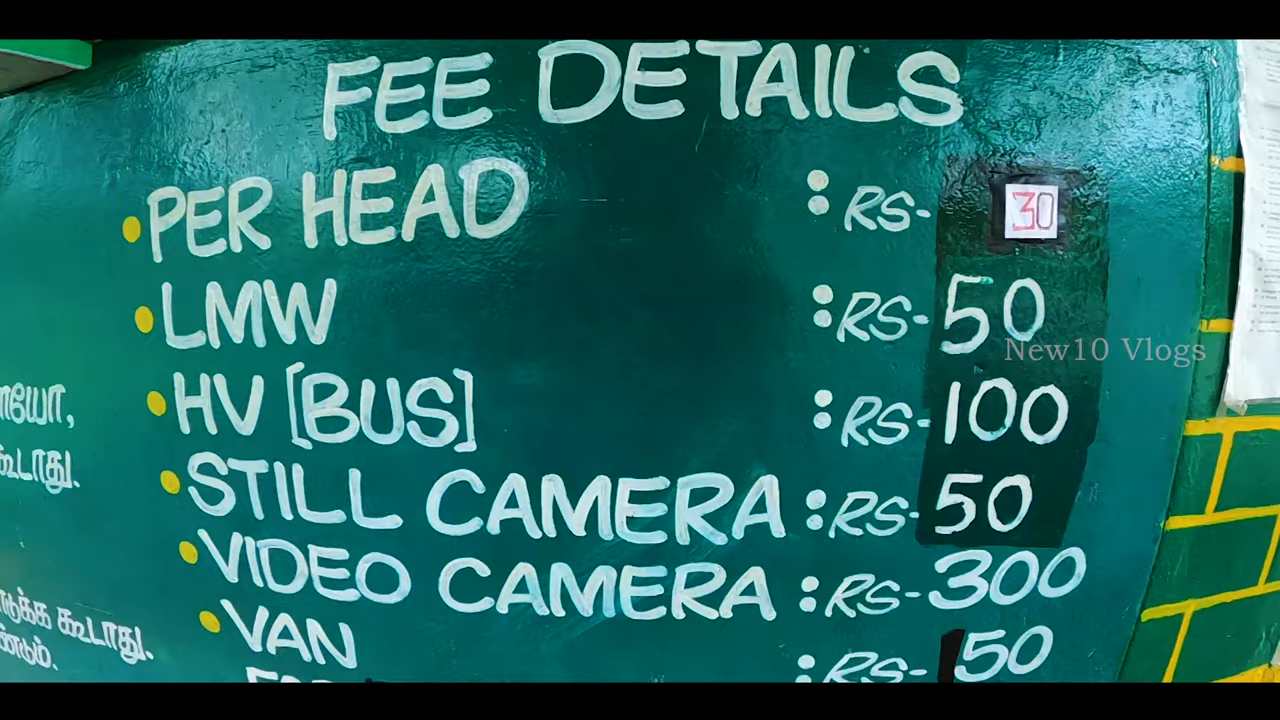 FEE DETAILS
PER HEAD : RS- 30
LMW : RS- 50
HV [BUS] : RS- 100
STILL CAMERA : RS- 50
VIDEO CAMERA : RS- 300
VAN : RS- 50
கூடாது.
கூடாது.
New10 Vlogs